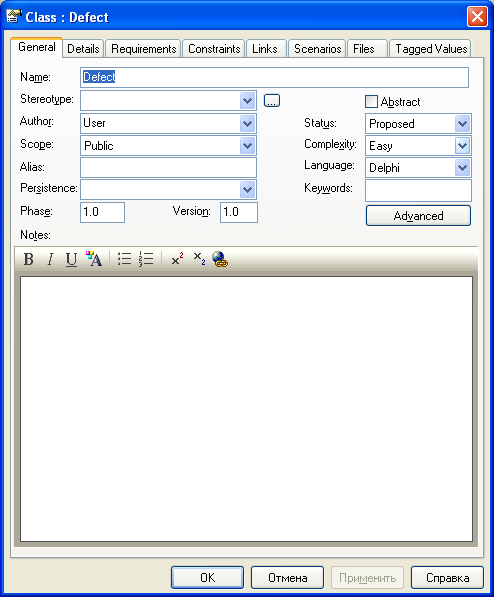 Class : Defect
General Details Requirements Constraints Links Scenarios Files Tagged Values
Name: Defect
Stereotype: ... Abstract
Author: User Status: Proposed
Scope: Public Complexity: Easy
Alias: Language: Delphi
Persistence: Keywords:
Phase: 1.0 Version: 1.0 Advanced
Notes:
B I U A x² x₂
OK Отмена Применить Справка